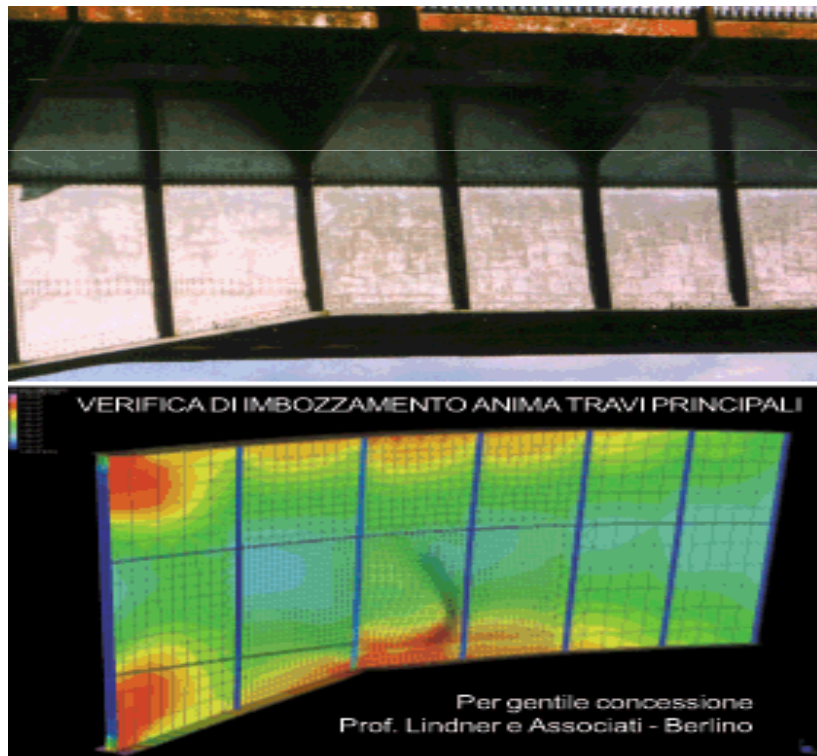 VERIFICA DI IMBOZZAMENTO ANIMA TRAVI PRINCIPALI
Per gentile concessione
Prof. Lindner e Associati - Berlino